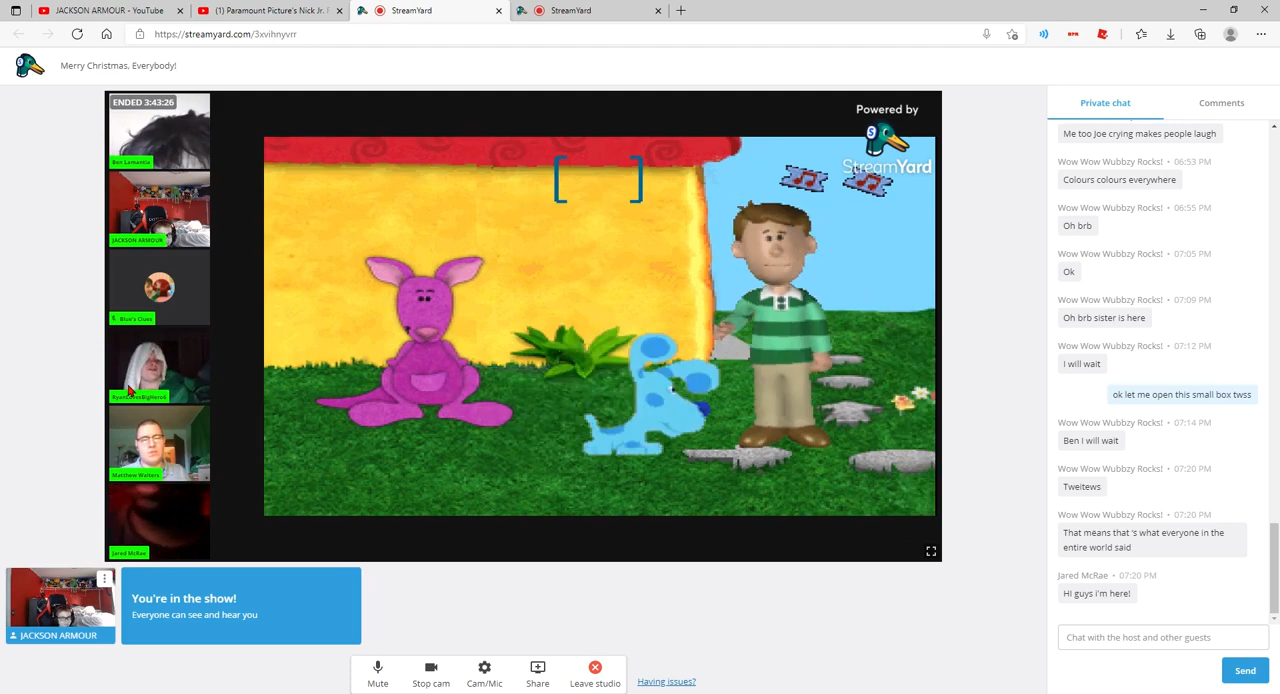 JACKSON ARMOUR - YouTube
(1) Paramount Picture's Nick Jr. F
StreamYard
StreamYard
https://streamyard.com/3xvihnyvrr
Merry Christmas, Everybody!
ENDED 3:43:26
Ben Lamantia
JACKSON ARMOUR
Blue's Clues
RyanLovesBigHero6
Matthew Walters
Jared McRae
Powered by
StreamYard
JACKSON ARMOUR
You're in the show!
Everyone can see and hear you
Mute
Stop cam
Cam/Mic
Share
Leave studio
Having issues?
Private chat
Comments
Me too Joe crying makes people laugh
Wow Wow Wubbzy Rocks! • 06:53 PM
Colours colours everywhere
Wow Wow Wubbzy Rocks! • 06:55 PM
Oh brb
Wow Wow Wubbzy Rocks! • 07:05 PM
Ok
Wow Wow Wubbzy Rocks! • 07:09 PM
Oh brb sister is here
Wow Wow Wubbzy Rocks! • 07:12 PM
I will wait
ok let me open this small box twss
Wow Wow Wubbzy Rocks! • 07:14 PM
Ben I will wait
Wow Wow Wubbzy Rocks! • 07:20 PM
Tweitews
Wow Wow Wubbzy Rocks! • 07:20 PM
That means that 's what everyone in the
entire world said
Jared McRae • 07:20 PM
HI guys i'm here!
Chat with the host and other guests
Send